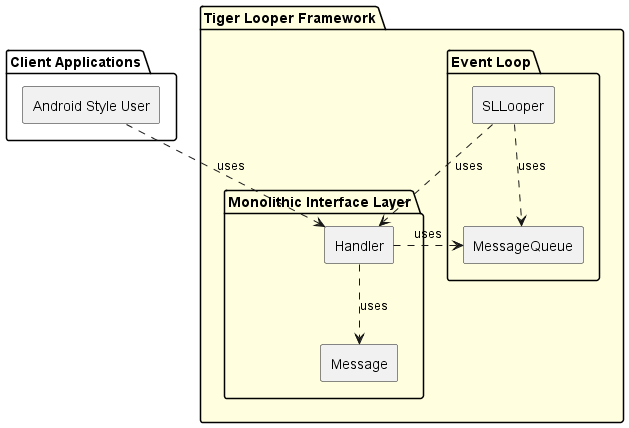 Tiger Looper Framework
Client Applications
Event Loop
Android Style User
SLLooper
uses
uses
uses
Monolithic Interface Layer
uses
Handler
MessageQueue
uses
Message